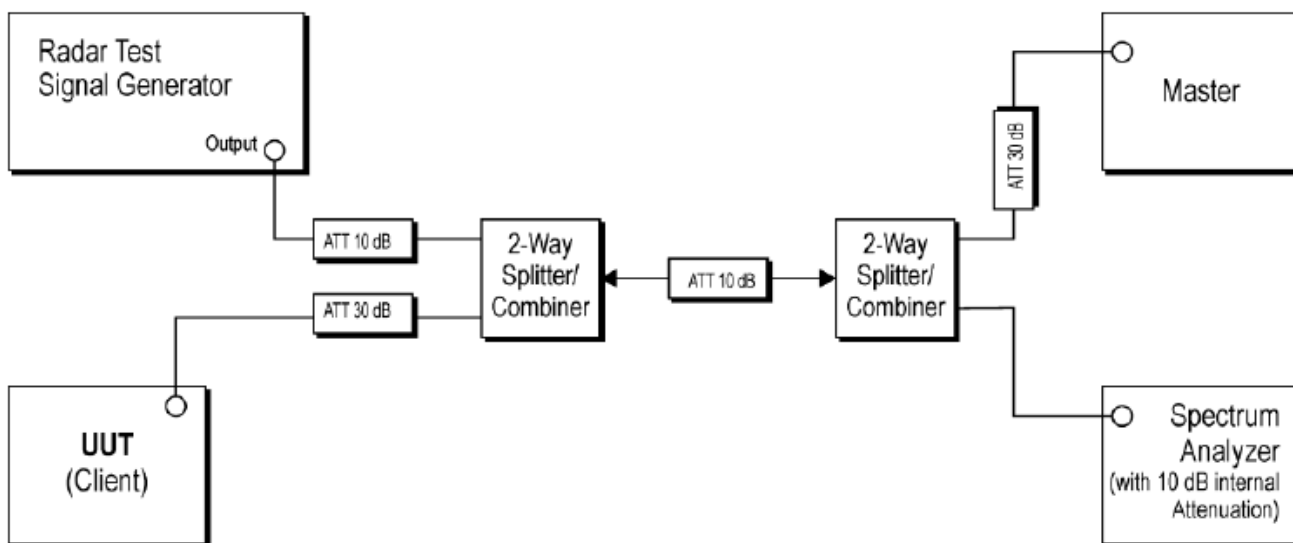 Radar Test
Signal Generator
Output
ATT 10 dB
2-Way
Splitter/
Combiner
ATT 30 dB
UUT
(Client)
ATT 10 dB
2-Way
Splitter/
Combiner
ATT 30 dB
Master
Spectrum
Analyzer
(with 10 dB internal
Attenuation)